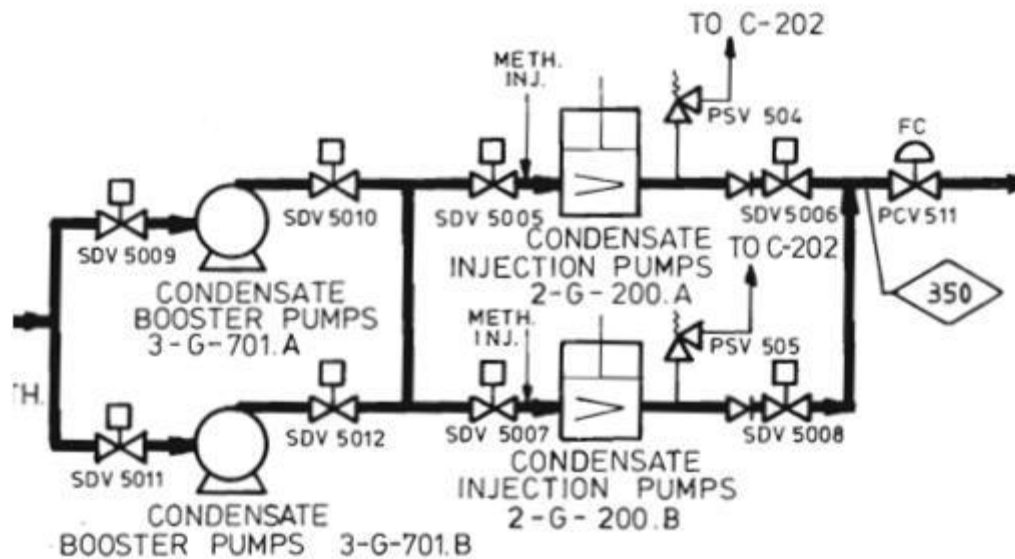 TO C-202
METH.
INJ.
PSV 504
FC
SDV 5010
SDV 5005
SDV 5006
PCV 511
SDV 5009
CONDENSATE
INJECTION PUMPS
2-G-200.A
TO C-202
CONDENSATE
BOOSTER PUMPS
3-G-701.A
350
METH.
INJ.
PSV 505
TH.
SDV 5012
SDV 5007
SDV 5008
SDV 5011
CONDENSATE
INJECTION PUMPS
2-G-200.B
CONDENSATE
BOOSTER PUMPS 3-G-701.B